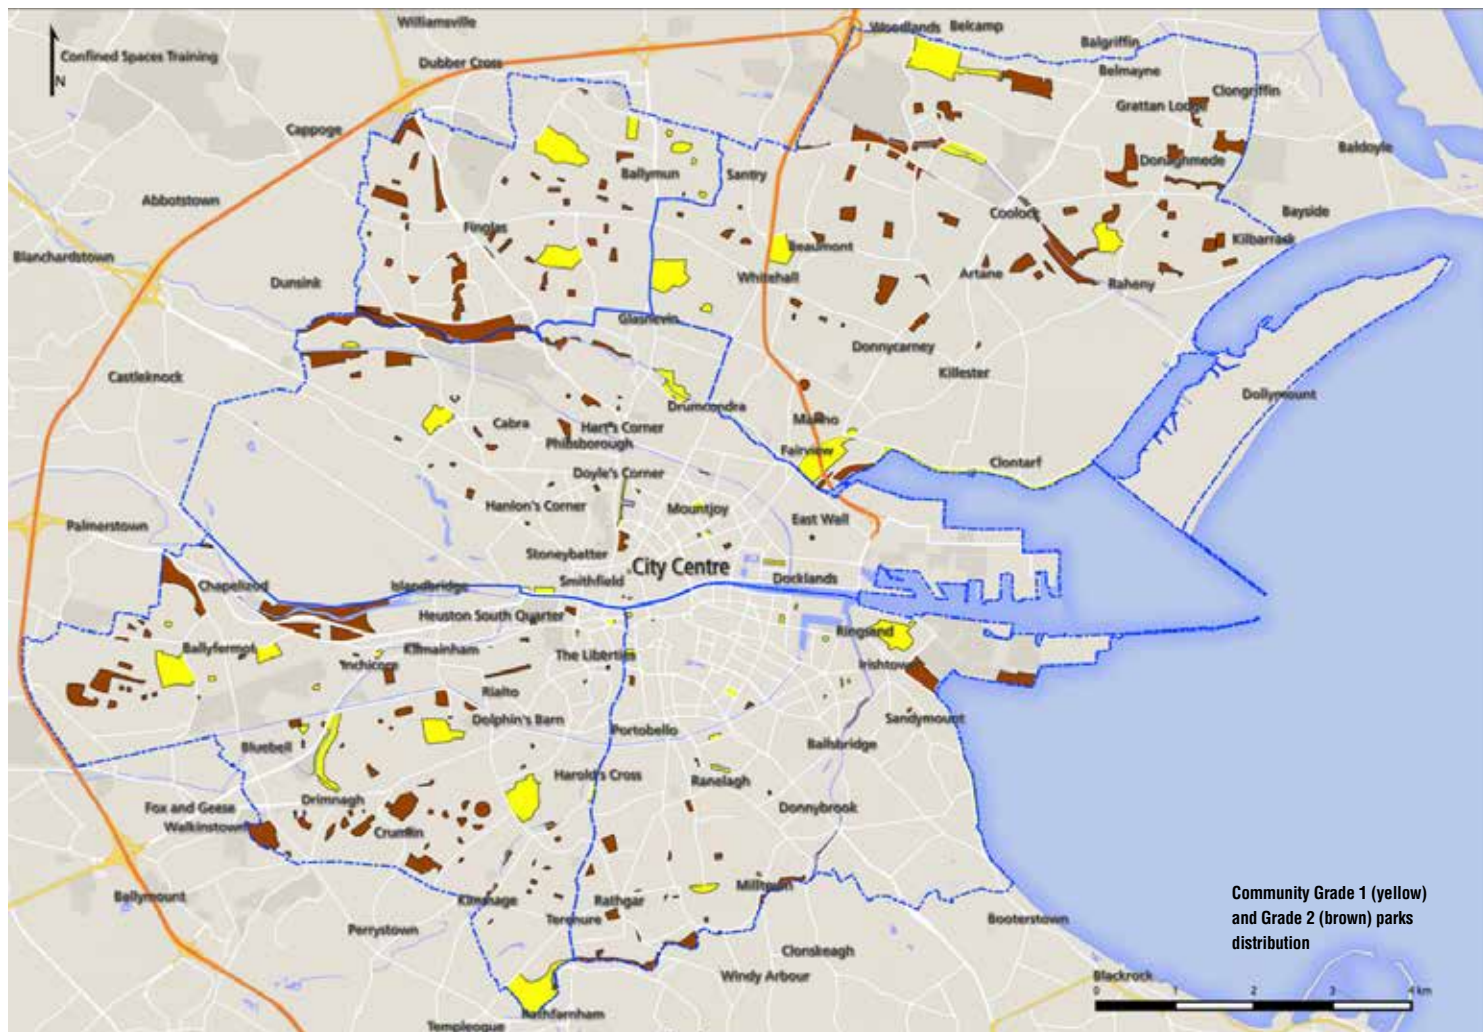 Williamsville
Woodlands
Belcamp
Balgriffin
Confined Spaces Training
N
Dubber Cross
Belmayne
Clongriffin
Grattan Lodge
Cappoge
Baldoyle
Donaghmede
Ballymun
Santry
Abbotstown
Coolock
Bayside
Finglas
Kilbarrack
Beaumont
Blanchardstown
Whitehall
Artane
Dunsink
Raheny
Glasnevin
Donnycarney
Killester
Castleknock
Dollymount
Drumcondra
Marino
Cabra
Hart's Corner
Phibsborough
Fairview
Clontarf
Doyle's Corner
Hanlon's Corner
Mountjoy
East Wall
Palmerstown
Stoneybatter
City Centre
Smithfield
Docklands
Chapelizod
Islandbridge
Heuston South Quarter
Ringsand
Ballyfermot
Kilmainham
The Liberties
Inchicore
Irishtown
Rialto
Dolphin's Barn
Sandymount
Portobello
Ballsbridge
Bluebell
Harold's Cross
Ranelagh
Drimnagh
Donnybrook
Fox and Geese
Walkinstown
Crumlin
Milltown
Ballymount
Kimmage
Rathgar
Community Grade 1 (yellow)
and Grade 2 (brown) parks
distribution
Terenure
Booterstown
Perrystown
Clonskeagh
Windy Arbour
Blackrock
Rathfarnham
Templeogue
0 1 2 3 4 km